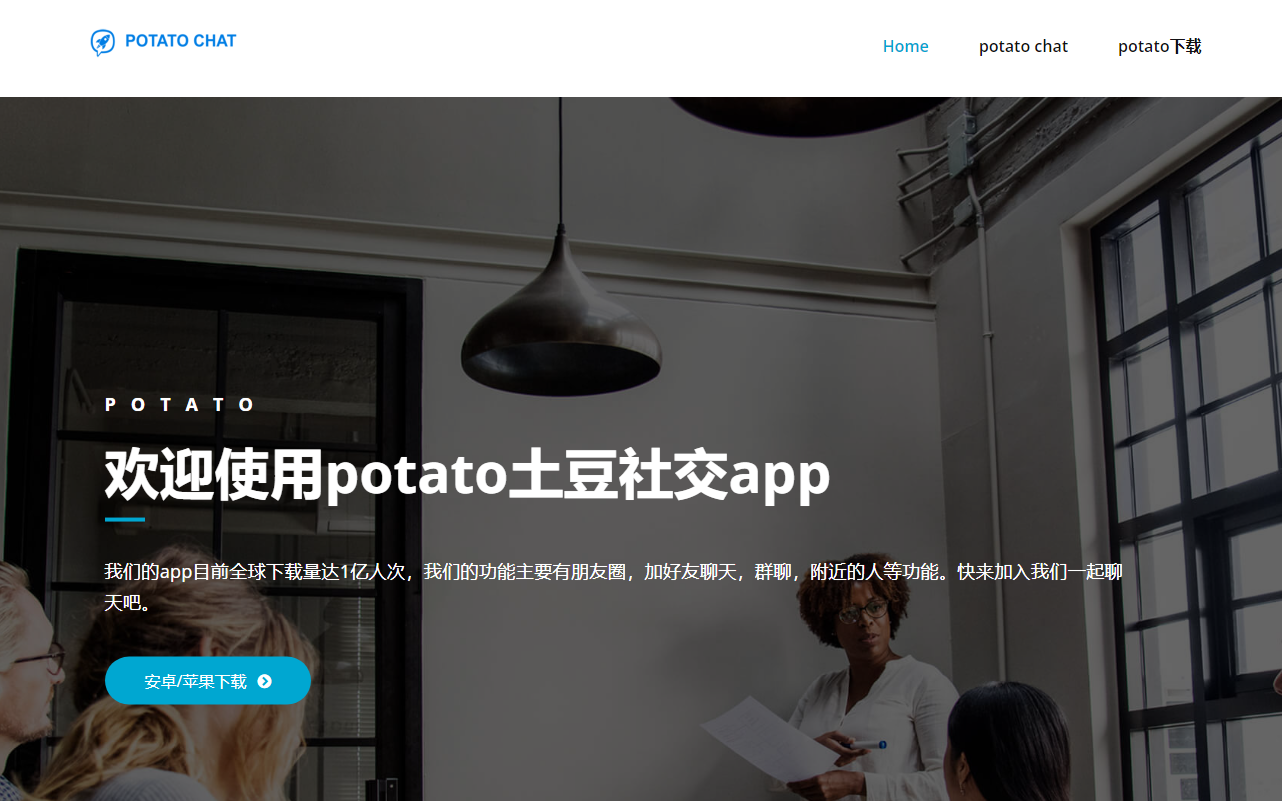 POTATO CHAT
Home
potato chat
potato下载
POTATO
欢迎使用potato土豆社交app
我们的app目前全球下载量达1亿人次，我们的功能主要有朋友圈，加好友聊天，群聊，附近的人等功能。快来加入我们一起聊
天吧。
安卓/苹果下载